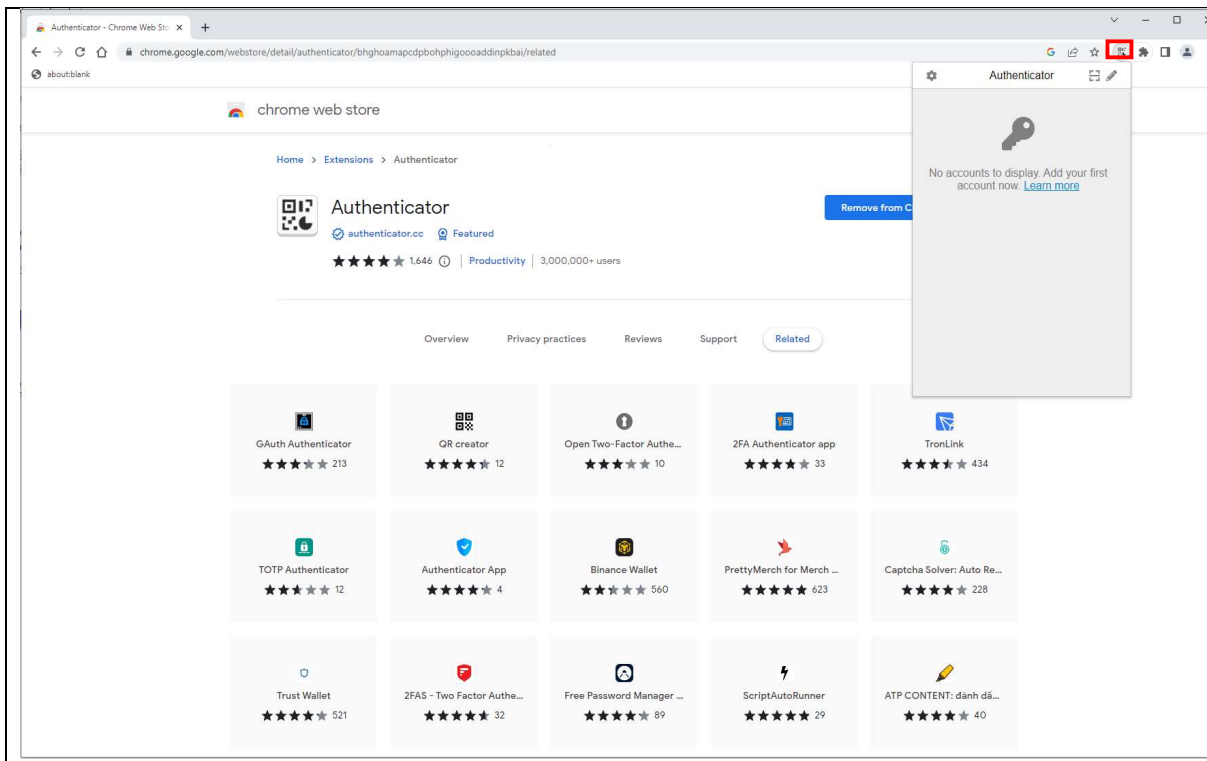 Authenticator - Chrome Web Sto
chrome.google.com/webstore/detail/authenticator/bhghoamapcdpbohphigoooaddinpkbai/related
about:blank
Authenticator
chrome web store
No accounts to display. Add your first
account now. Learn more
Home > Extensions > Authenticator
Authenticator
Remove from C
authenticator.cc Featured
1,646 Productivity 3,000,000+ users
Overview Privacy practices Reviews Support Related
GAuth Authenticator QR creator Open Two-Factor Authe... 2FA Authenticator app TronLink
213 12 10 33 434
TOTP Authenticator Authenticator App Binance Wallet PrettyMerch for Merch ... Captcha Solver: Auto Re...
12 4 560 623 228
Trust Wallet 2FAS - Two Factor Authe... Free Password Manager ... ScriptAutoRunner ATP CONTENT: đánh dấ...
521 32 89 29 40